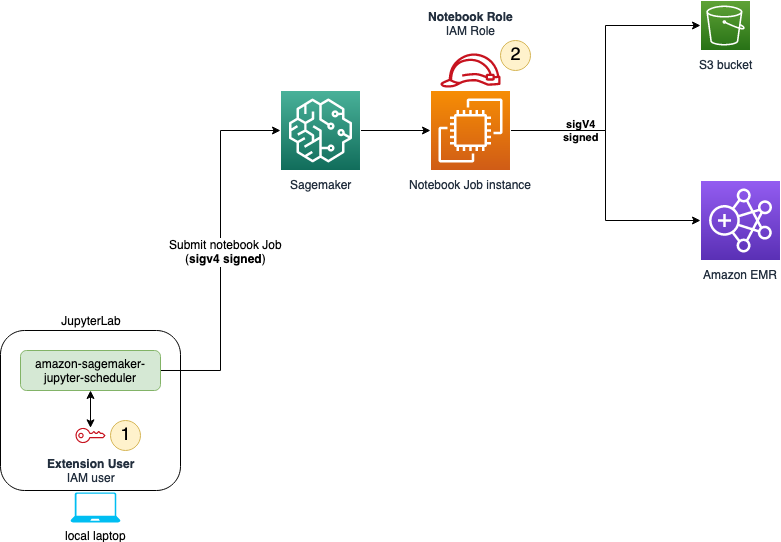 Notebook Role
IAM Role
2
S3 bucket
sigV4
signed
Sagemaker
Notebook Job instance
Submit notebook Job
(sigv4 signed)
Amazon EMR
JupyterLab
amazon-sagemaker-
jupyter-scheduler
1
Extension User
IAM user
local laptop